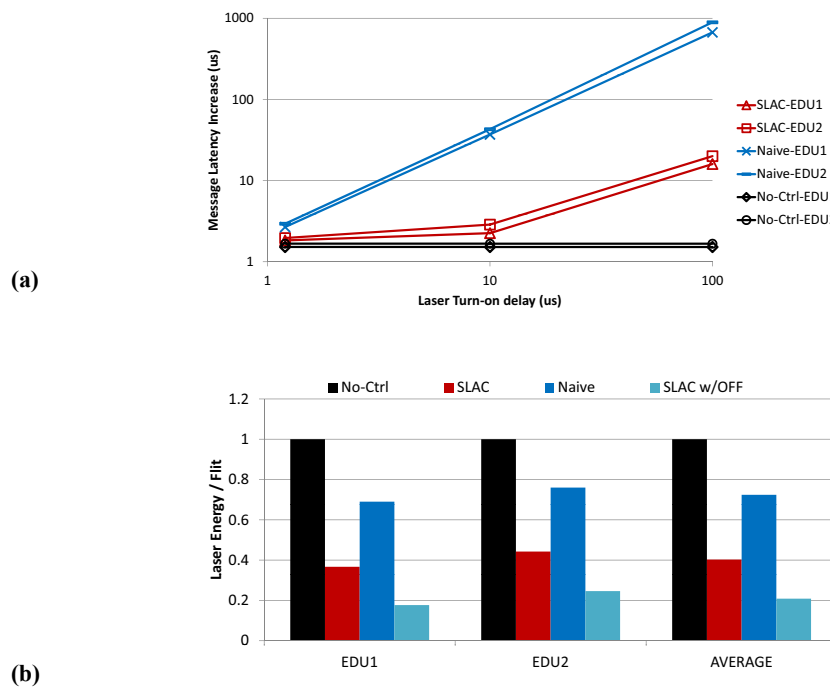 1000
100
10
1
1
10
100
Message Latency Increase (us)
Laser Turn-on delay (us)
SLAC-EDU1
SLAC-EDU2
Naive-EDU1
Naive-EDU2
No-Ctrl-EDU
No-Ctrl-EDU
(a)
No-Ctrl
SLAC
Naive
SLAC w/OFF
1.2
1
0.8
0.6
0.4
0.2
0
Laser Energy / Flit
EDU1
EDU2
AVERAGE
(b)